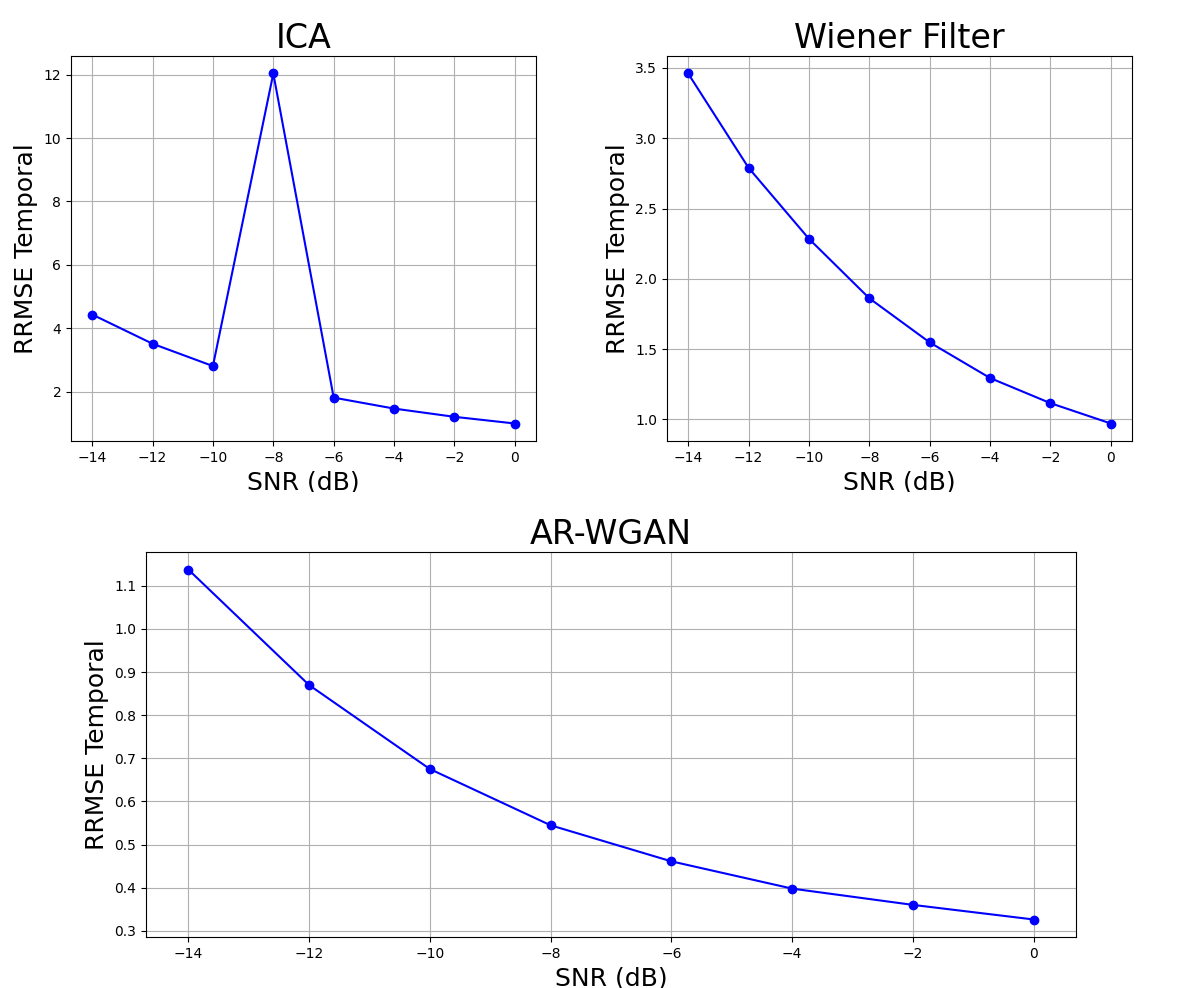 ICA
RRMSE Temporal
12
10
8
6
4
2
−14 −12 −10 −8 −6 −4 −2 0
SNR (dB)
Wiener Filter
RRMSE Temporal
3.5
3.0
2.5
2.0
1.5
1.0
−14 −12 −10 −8 −6 −4 −2 0
SNR (dB)
AR-WGAN
RRMSE Temporal
1.1
1.0
0.9
0.8
0.7
0.6
0.5
0.4
0.3
−14 −12 −10 −8 −6 −4 −2 0
SNR (dB)